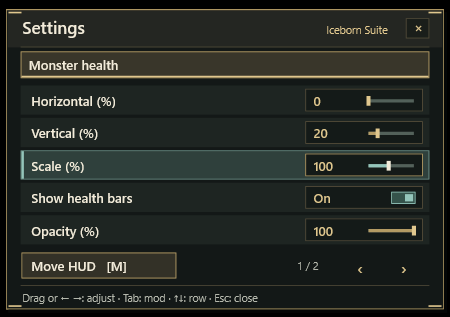 Settings Iceborn Suite ×
Monster health
Horizontal (%) 0
Vertical (%) 20
Scale (%) 100
Show health bars On
Opacity (%) 100
Move HUD [M] 1 / 2 ‹ ›
Drag or ← →: adjust · Tab: mod · ↑↓: row · Esc: close